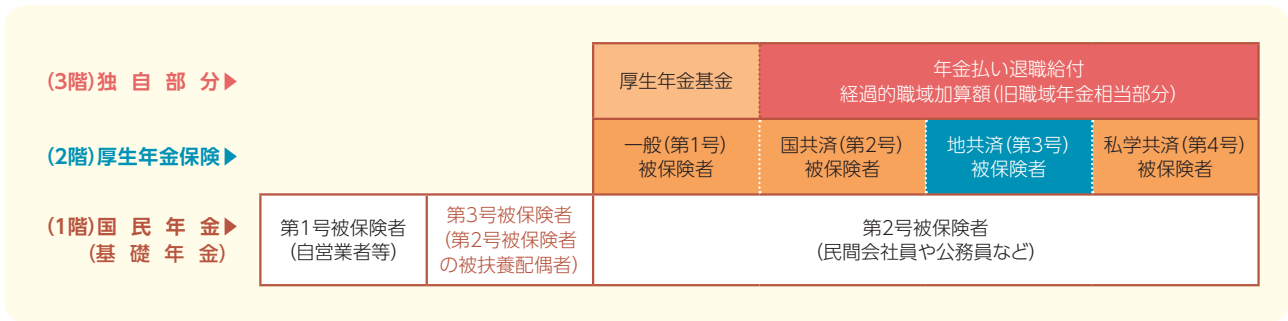 (3階)独自部分▶
厚生年金基金
年金払い退職給付
経過的職域加算額(旧職域年金相当部分)
(2階)厚生年金保険▶
一般(第1号)
被保険者
国共済(第2号)
被保険者
地共済(第3号)
被保険者
私学共済(第4号)
被保険者
(1階)国民年金▶
(基礎年金)
第1号被保険者
(自営業者等)
第3号被保険者
(第2号被保険者
の被扶養配偶者)
第2号被保険者
(民間会社員や公務員など)